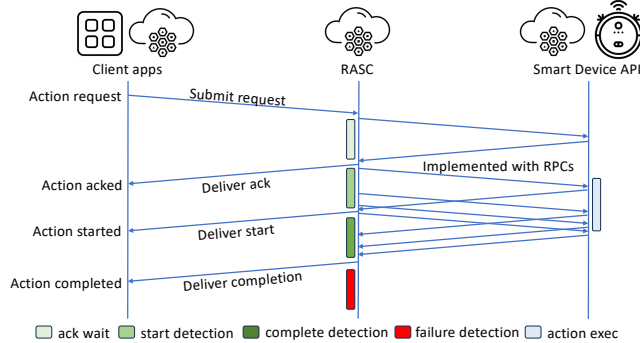 Client apps
RASC
Smart Device API
Action request
Submit request
Implemented with RPCs
Action acked
Deliver ack
Action started
Deliver start
Action completed
Deliver completion
ack wait
start detection
complete detection
failure detection
action exec